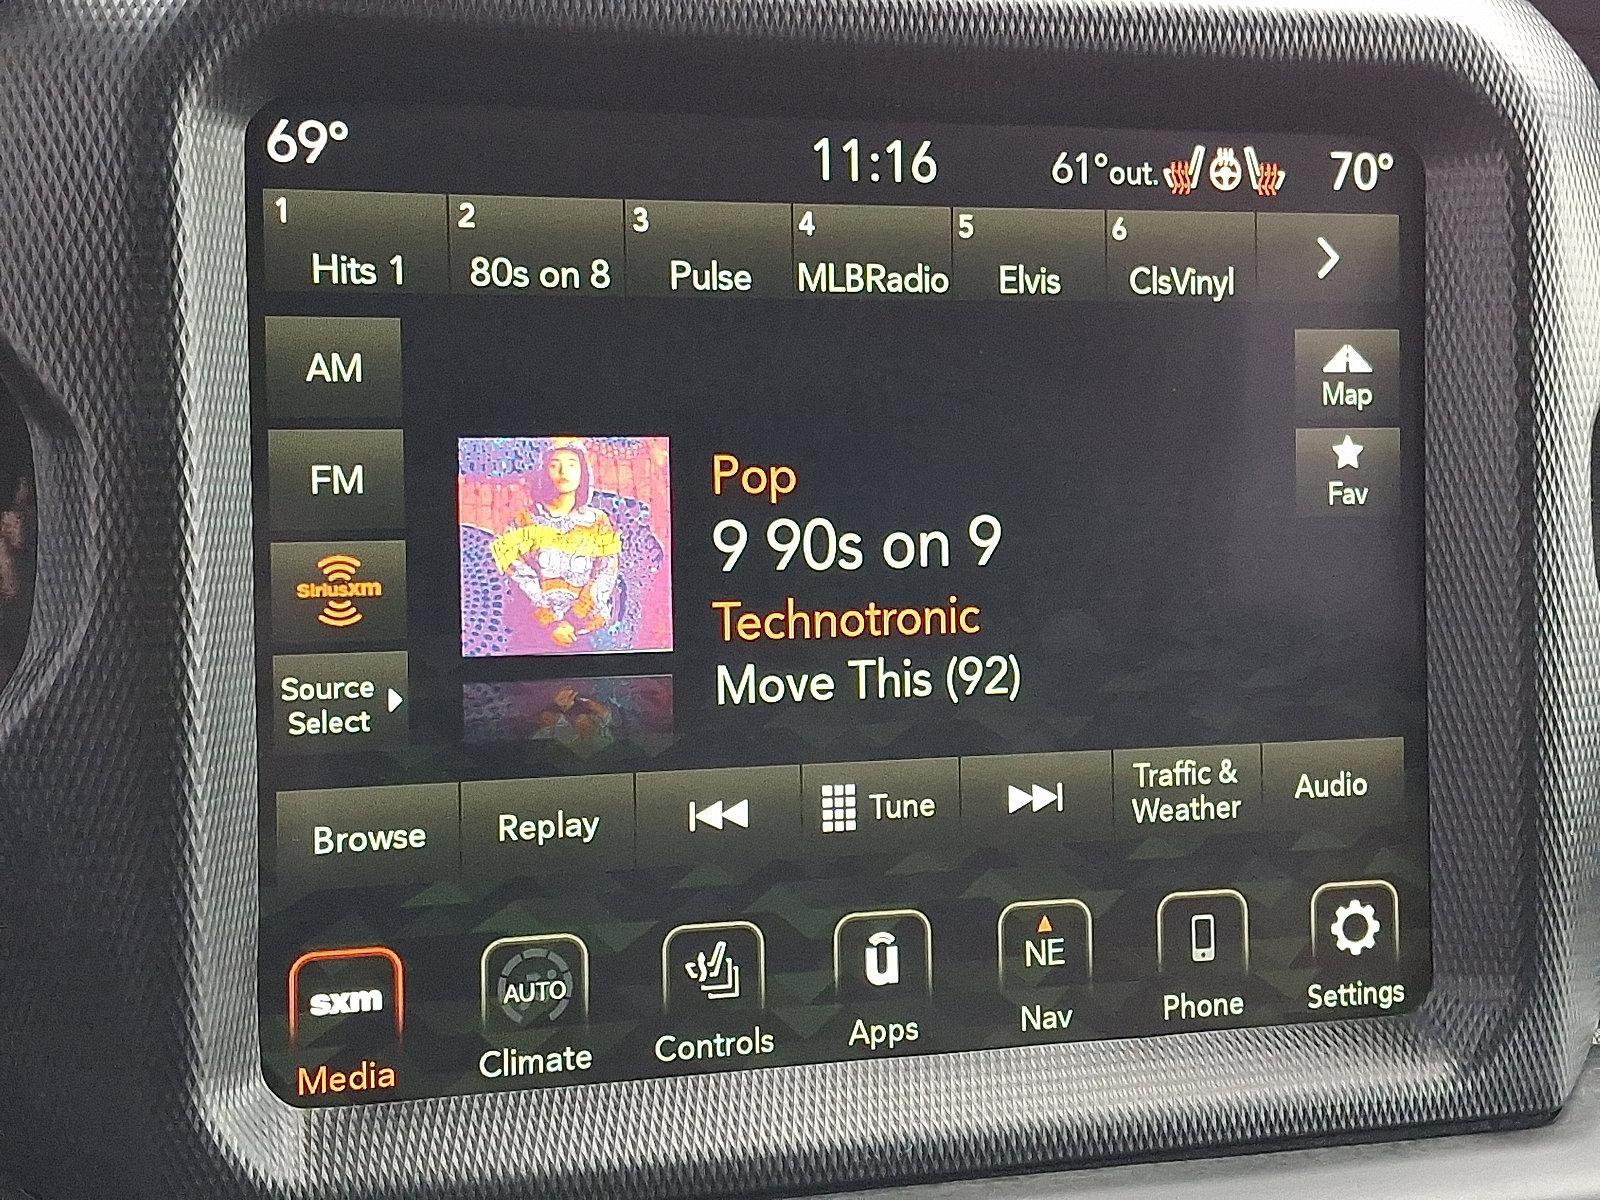 69° 11:16 61°out. 70°
1 2 3 4 5 6
Hits 1 80s on 8 Pulse MLBRadio Elvis ClsVinyl
AM
Map
FM
Fav
Pop
9 90s on 9
siriusxm
Technotronic
Move This (92)
Source
Select
Browse Replay Tune Traffic &
Weather Audio
sxm AUTO u NE
Media Climate Controls Apps Nav Phone Settings